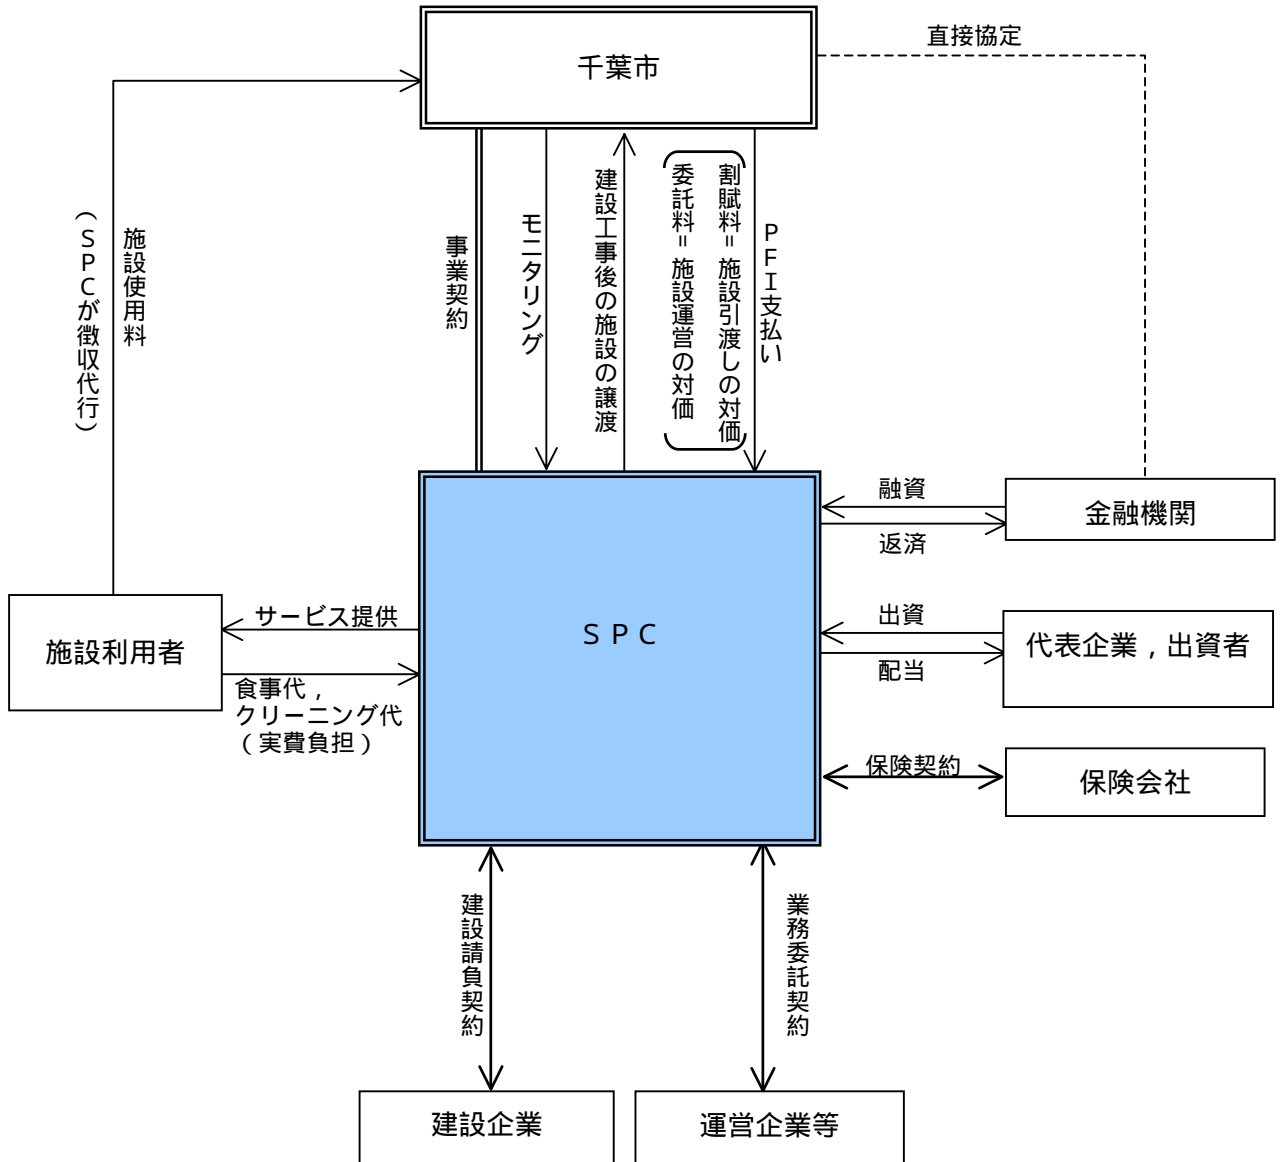 千葉市
直接協定
施設使用料
（ＳＰＣが徴収代行）
事業契約
モニタリング
建設工事後の施設の譲渡
ＰＦＩ支払い
割賦料＝施設引渡しの対価
委託料＝施設運営の対価
ＳＰＣ
融資
返済
金融機関
出資
配当
代表企業，出資者
保険契約
保険会社
施設利用者
サービス提供
食事代，
クリーニング代
（実費負担）
建設請負契約
業務委託契約
建設企業
運営企業等